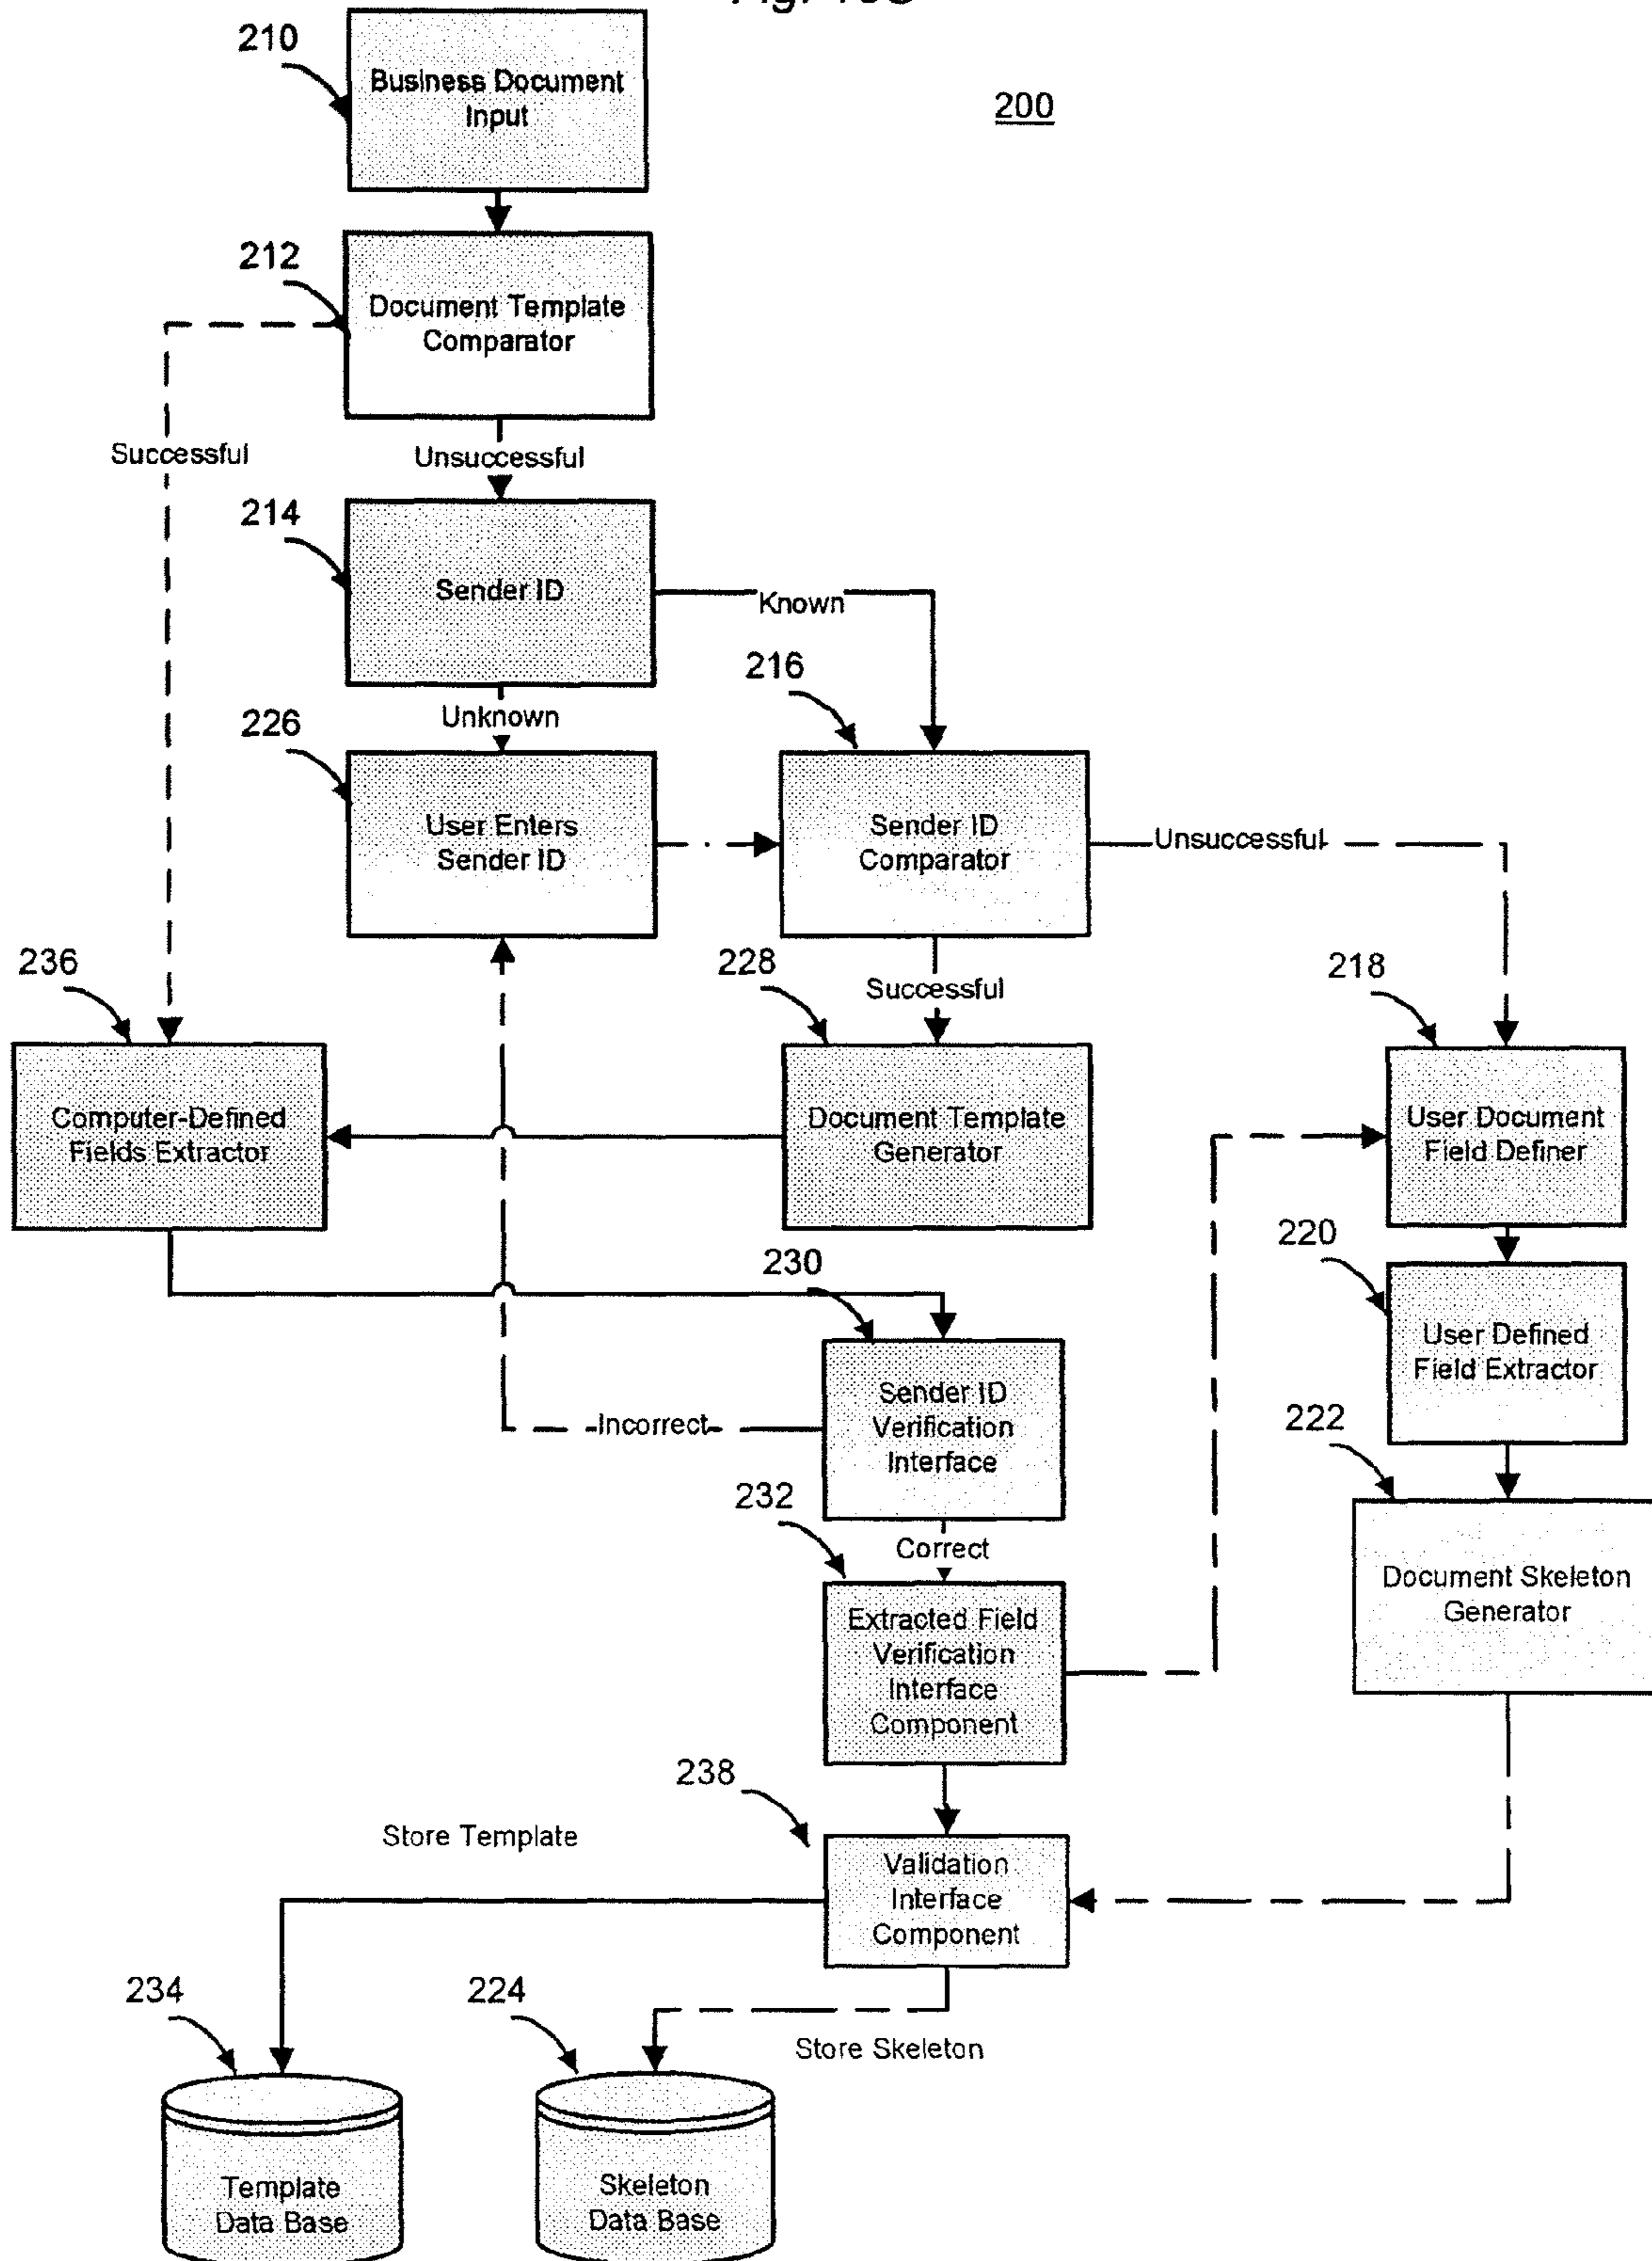 210
Business Document
Input
200
212
Document Template
Comparator
Successful
Unsuccessful
214
Sender ID
Known
216
Unknown
226
User Enters
Sender ID
Sender ID
Comparator
Unsuccessful
236
228
Successful
218
Computer-Defined
Fields Extractor
Document Template
Generator
User Document
Field Definer
220
230
User Defined
Field Extractor
Sender ID
Verification
Interface
Incorrect
222
232
Correct
Document Skeleton
Generator
Extracted Field
Verification
Interface
Component
238
Store Template
Validation
Interface
Component
234
224
Store Skeleton
Template
Data Base
Skeleton
Data Base